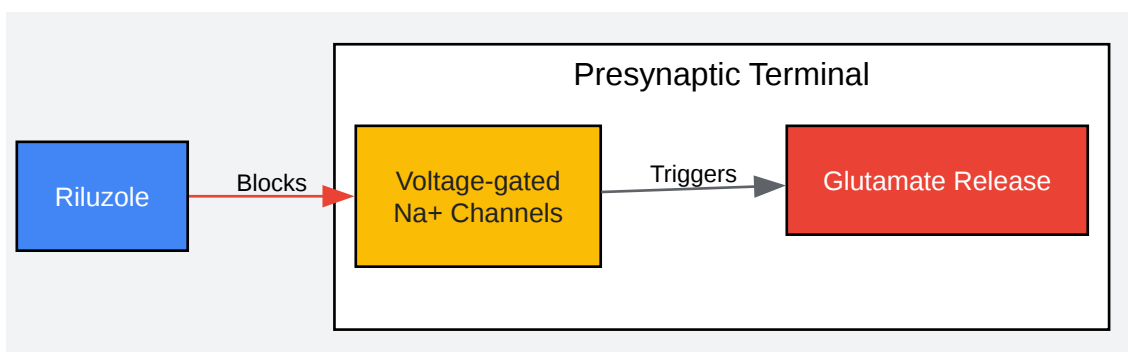 Presynaptic Terminal
Riluzole
Blocks
Voltage-gated
Na+ Channels
Triggers
Glutamate Release